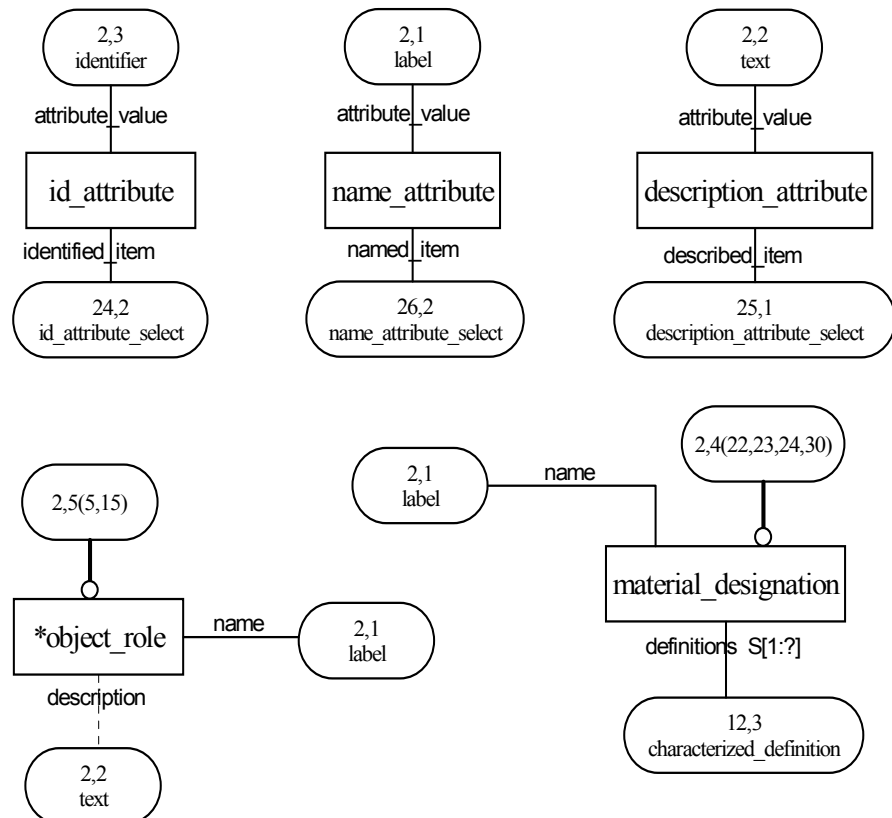 2,3
identifier
attribute_value
id_attribute
identified_item
24,2
id_attribute_select
2,1
label
attribute_value
name_attribute
named_item
26,2
name_attribute_select
2,2
text
attribute_value
description_attribute
described_item
25,1
description_attribute_select
2,5(5,15)
*object_role
name
2,1
label
description
2,2
text
2,1
label
name
2,4(22,23,24,30)
material_designation
definitions S[1:?]
12,3
characterized_definition